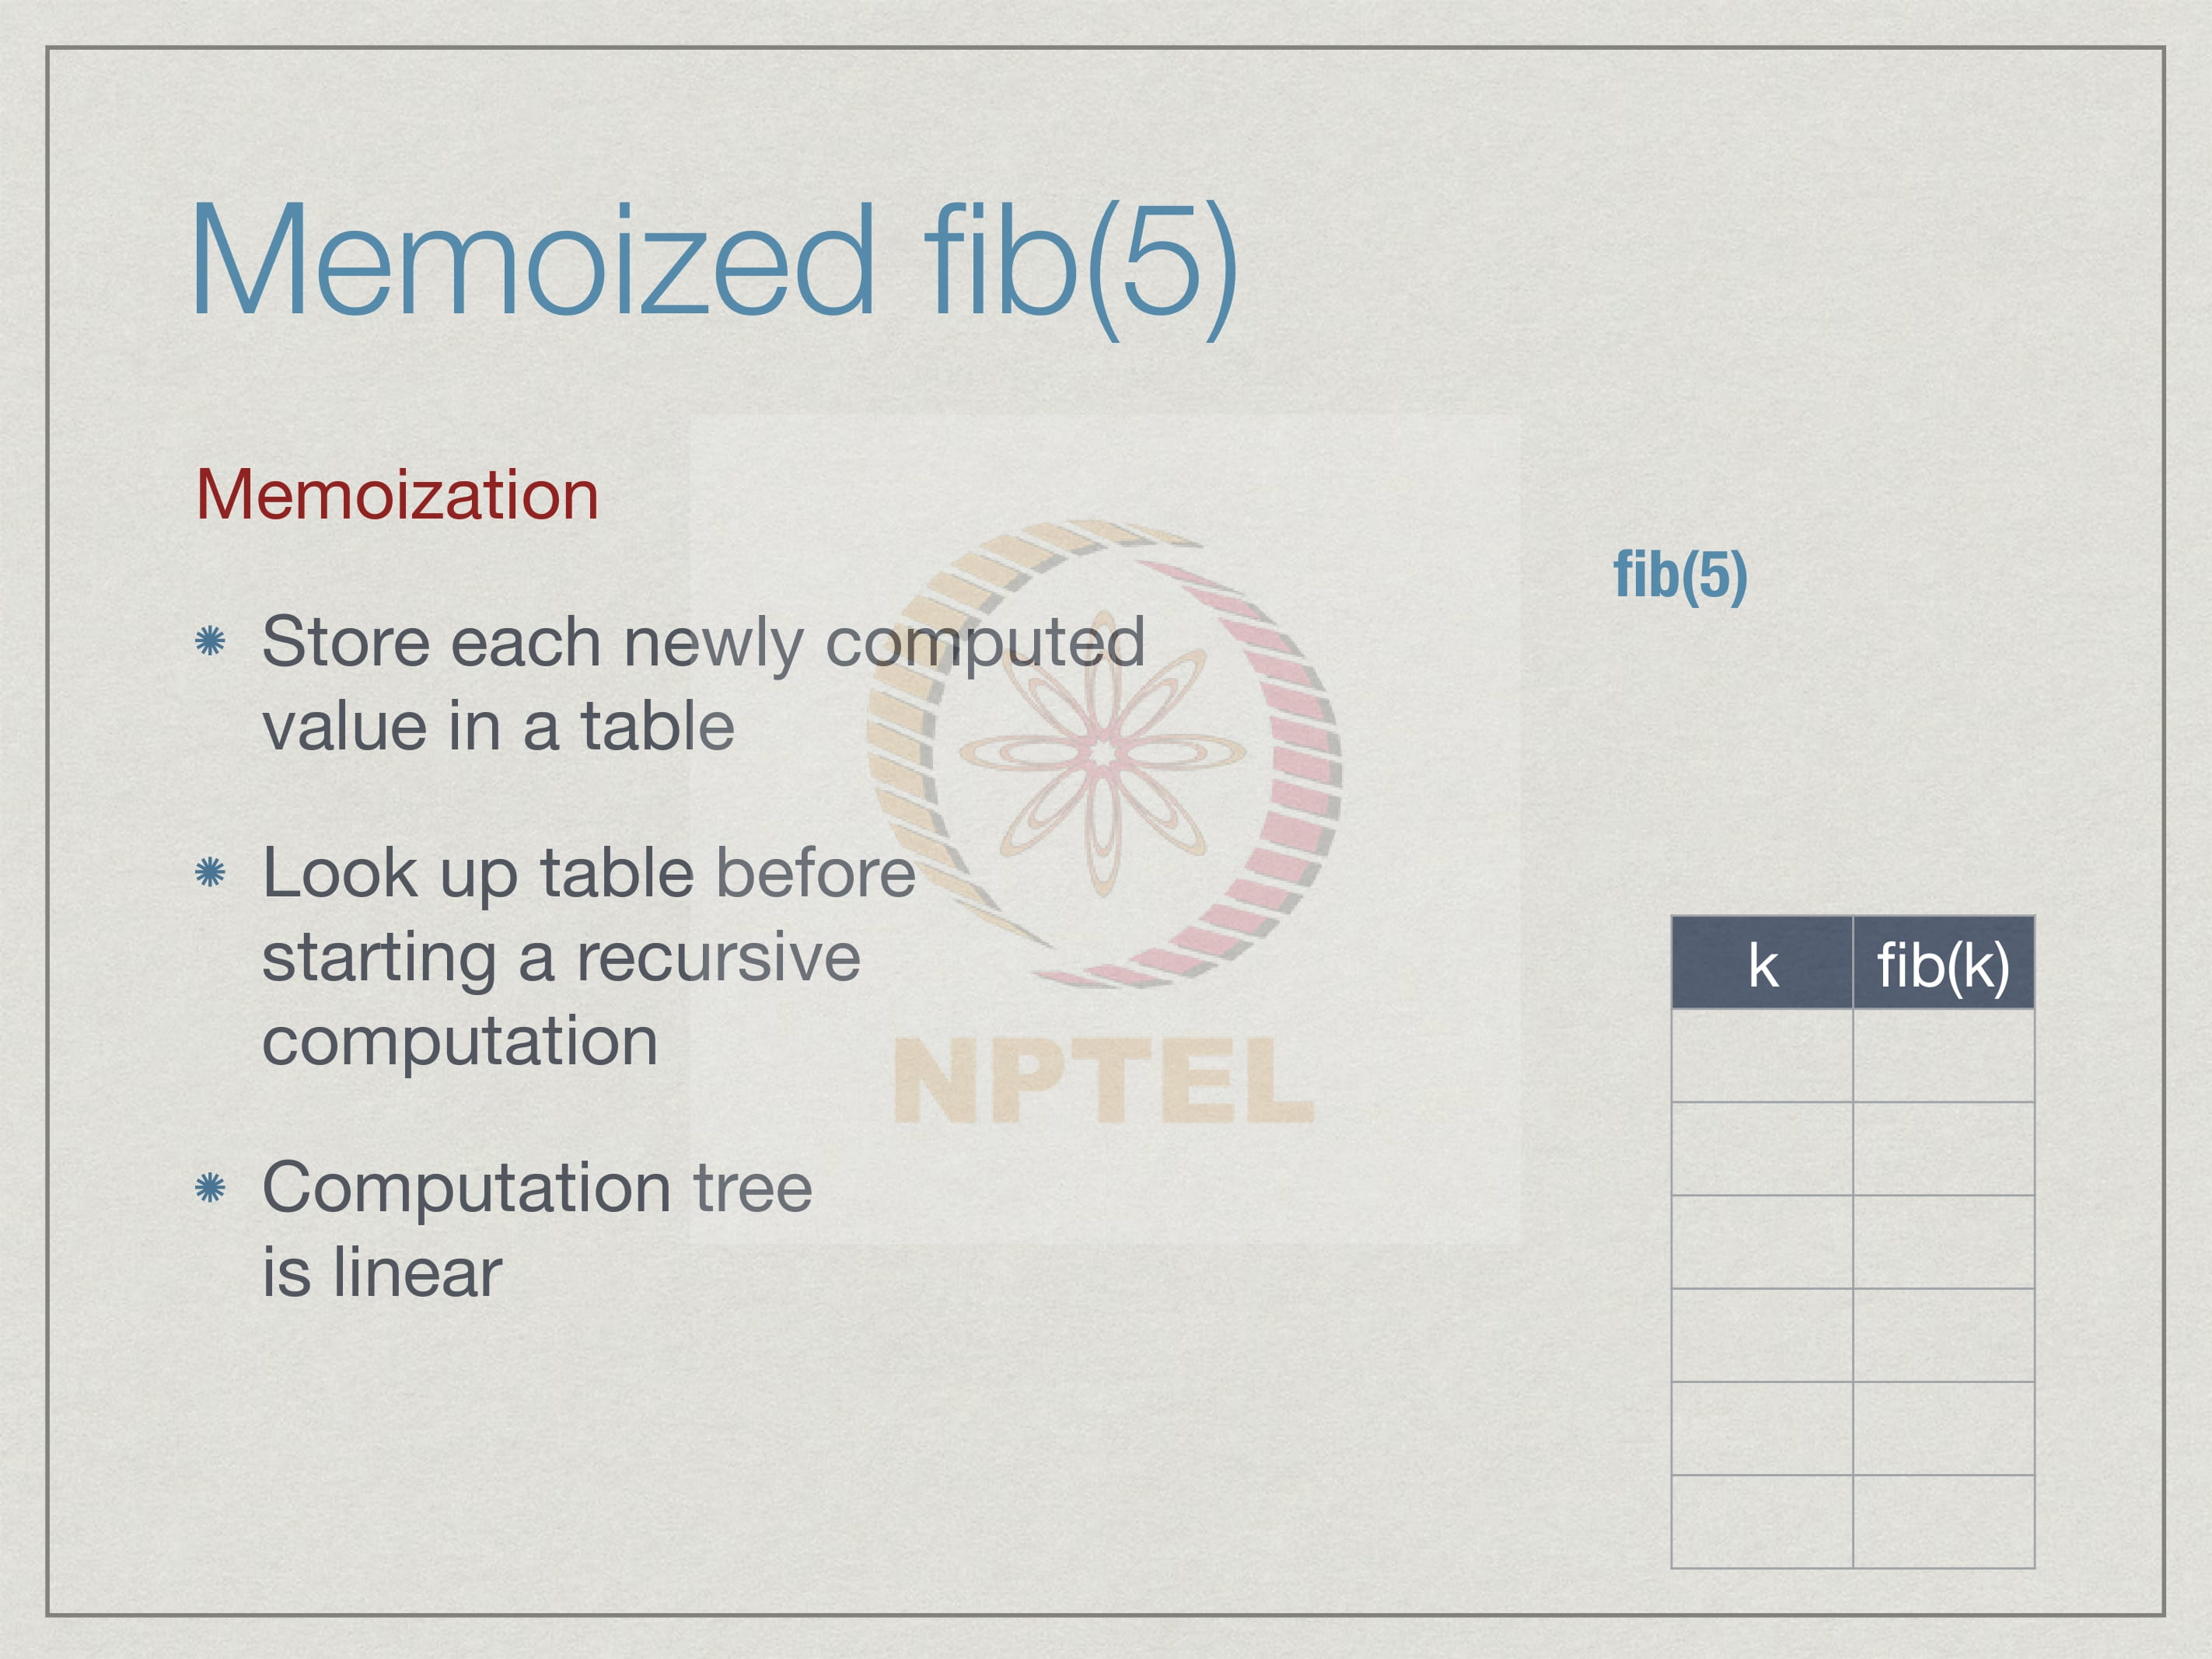 Memoized fib(5)
Memoization
Store each newly computed
value in a table
Look up table before
starting a recursive
computation
Computation tree
is linear
fib(5)
k fib(k)
NPTEL